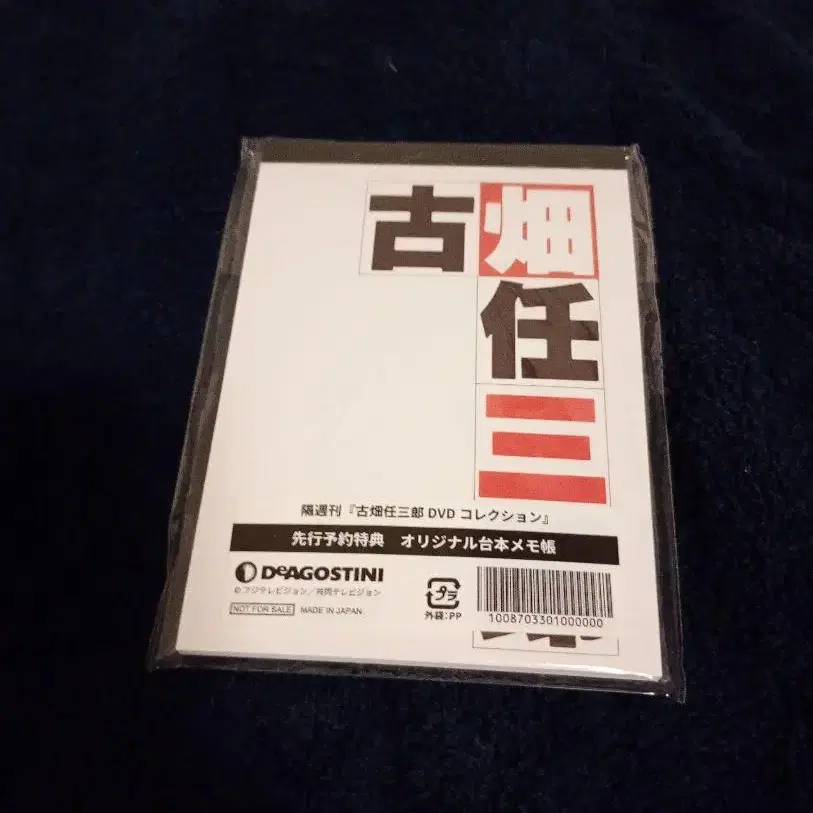 古畑
任
三
隔週刊『古畑任三郎 DVD コレクション』
先行予約特典 オリジナル台本メモ帳
DeAGOSTINI
© フジテレビジョン／共同テレビジョン
NOT FOR SALE MADE IN JAPAN
プラ
外袋:PP
1008703301000000